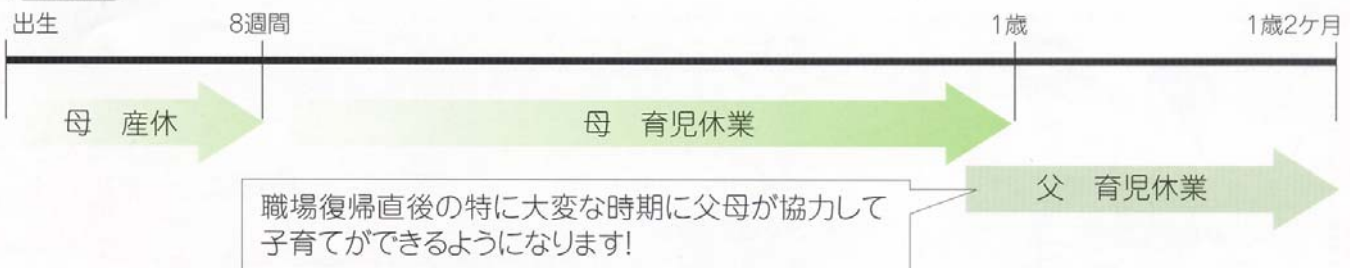 出生
8週間
1歳
1歳2ケ月
母 産休
母 育児休業
父 育児休業
職場復帰直後の特に大変な時期に父母が協力して
子育てができるようになります!